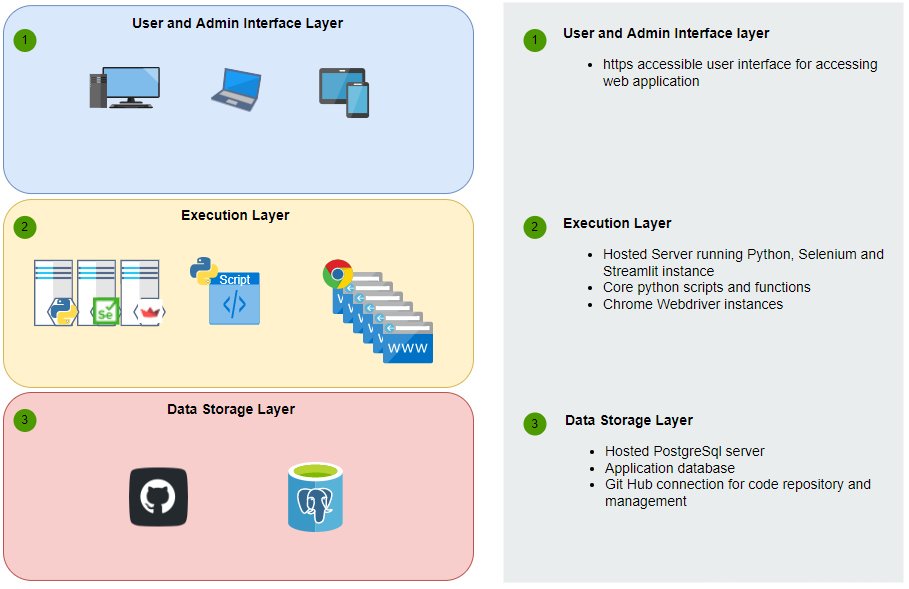 User and Admin Interface Layer
1
Execution Layer
2
Se
Script
</>
W
W
W
W
W
www
Data Storage Layer
3
1
User and Admin Interface layer
• https accessible user interface for accessing
web application
2
Execution Layer
• Hosted Server running Python, Selenium and
Streamlit instance
• Core python scripts and functions
• Chrome Webdriver instances
3
Data Storage Layer
• Hosted PostgreSql server
• Application database
• Git Hub connection for code repository and
management